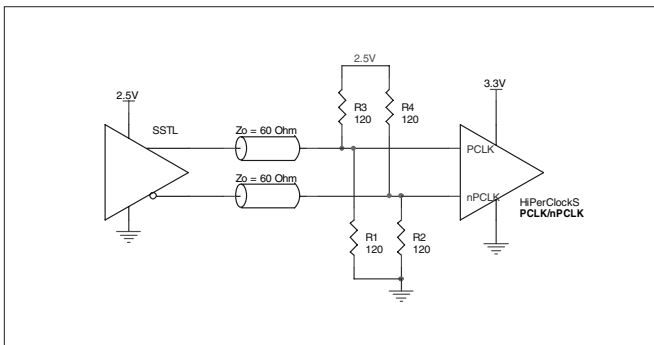 2.5V
2.5V
3.3V
SSTL
R3
120
R4
120
Zo = 60 Ohm
PCLK
Zo = 60 Ohm
nPCLK
HiPerClockS
PCLK/nPCLK
R1
120
R2
120